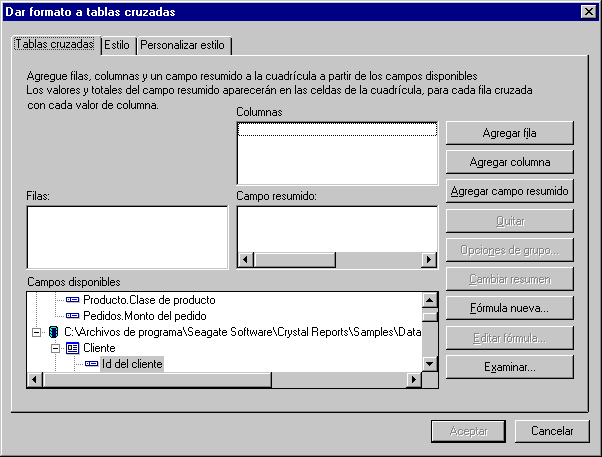 Dar formato a tablas cruzadas
Tablas cruzadas
Estilo
Personalizar estilo
Agregue filas, columnas y un campo resumido a la cuadrícula a partir de los campos disponibles
Los valores y totales del campo resumido aparecerán en las celdas de la cuadrícula, para cada fila cruzada
con cada valor de columna.
Columnas
Agregar fila
Agregar columna
Agregar campo resumido
Filas:
Campo resumido:
Quitar
Opciones de grupo...
Cambiar resumen
Campos disponibles
Producto.Clase de producto
Pedidos.Monto del pedido
C:\Archivos de programa\Seagate Software\Crystal Reports\Samples\Data
Cliente
Id del cliente
Fórmula nueva...
Editar fórmula...
Examinar...
Aceptar
Cancelar